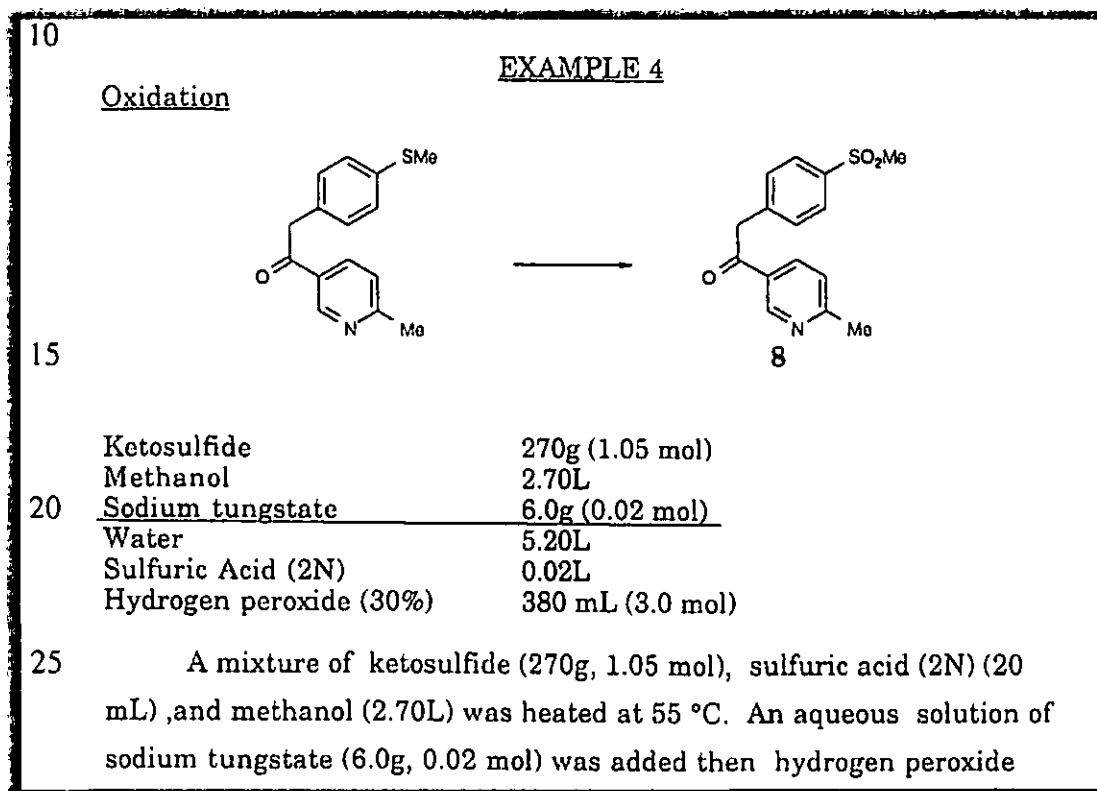 10
EXAMPLE 4
Oxidation
SMe
SO2Me
O
N
Me
O
N
Me
15
8
Ketosulfide 270g (1.05 mol)
Methanol 2.70L
20 Sodium tungstate 6.0g (0.02 mol)
Water 5.20L
Sulfuric Acid (2N) 0.02L
Hydrogen peroxide (30%) 380 mL (3.0 mol)
25 A mixture of ketosulfide (270g, 1.05 mol), sulfuric acid (2N) (20
mL) ,and methanol (2.70L) was heated at 55 °C. An aqueous solution of
sodium tungstate (6.0g, 0.02 mol) was added then hydrogen peroxide